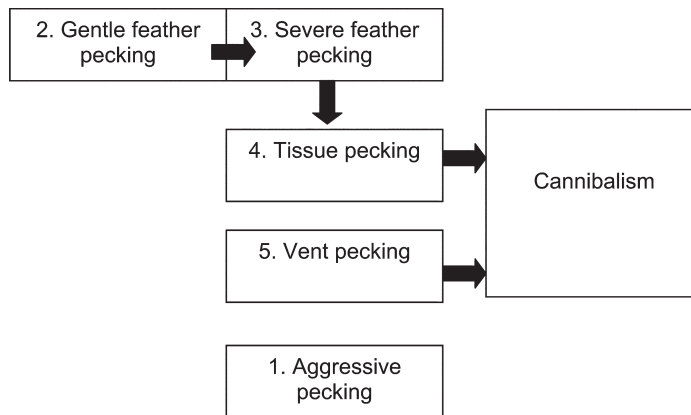 2. Gentle feather
pecking
3. Severe feather
pecking
4. Tissue pecking
Cannibalism
5. Vent pecking
1. Aggressive
pecking